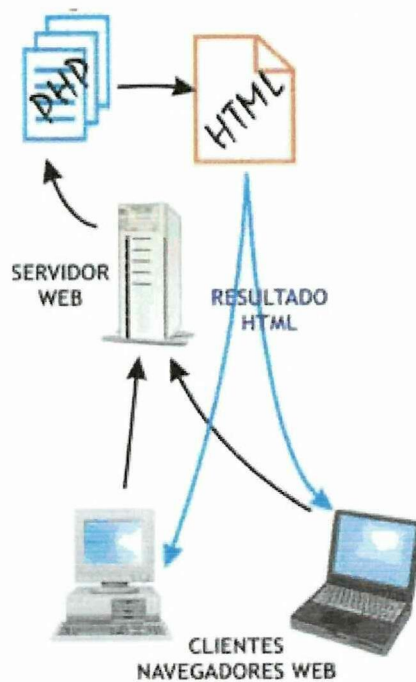 PHP
HTML
SERVIDOR
WEB
RESULTADO
HTML
CLIENTES
NAVEGADORES WEB